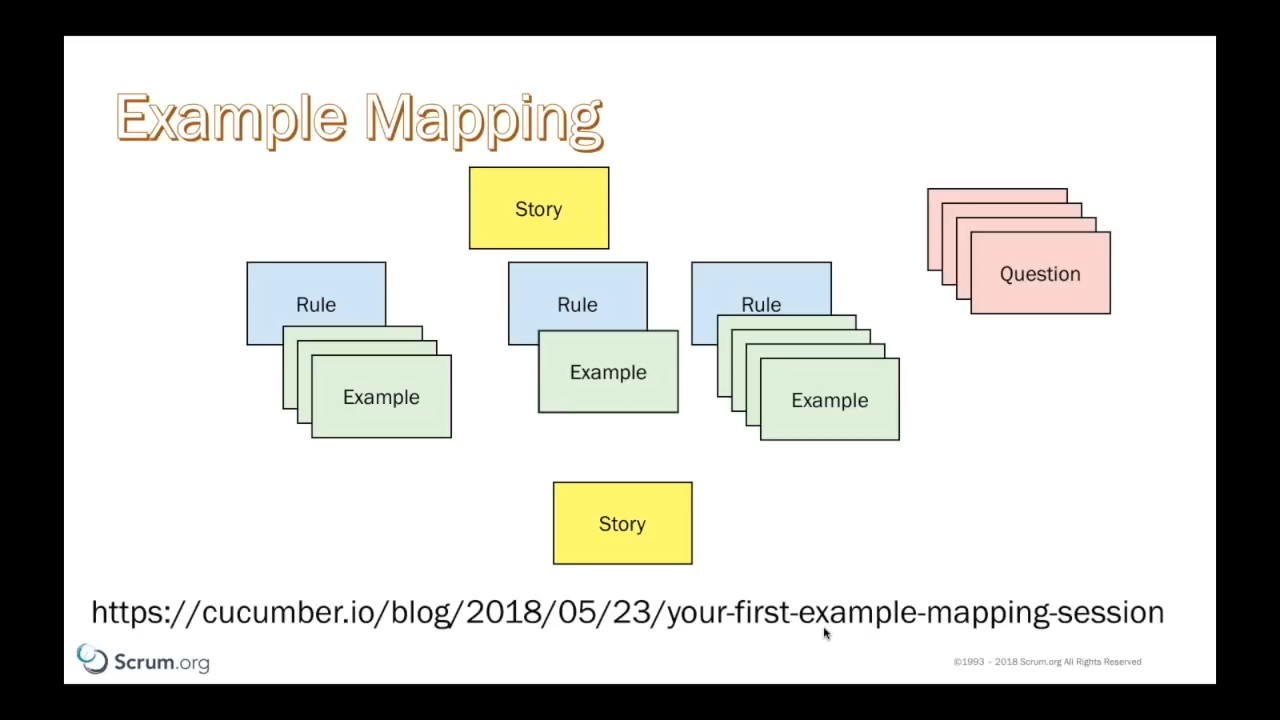 Example Mapping
Story
Rule
Rule
Rule
Question
Example
Example
Example
Story
https://cucumber.io/blog/2018/05/23/your-first-example-mapping-session
Scrum.org
©1993 - 2018 Scrum.org All Rights Reserved